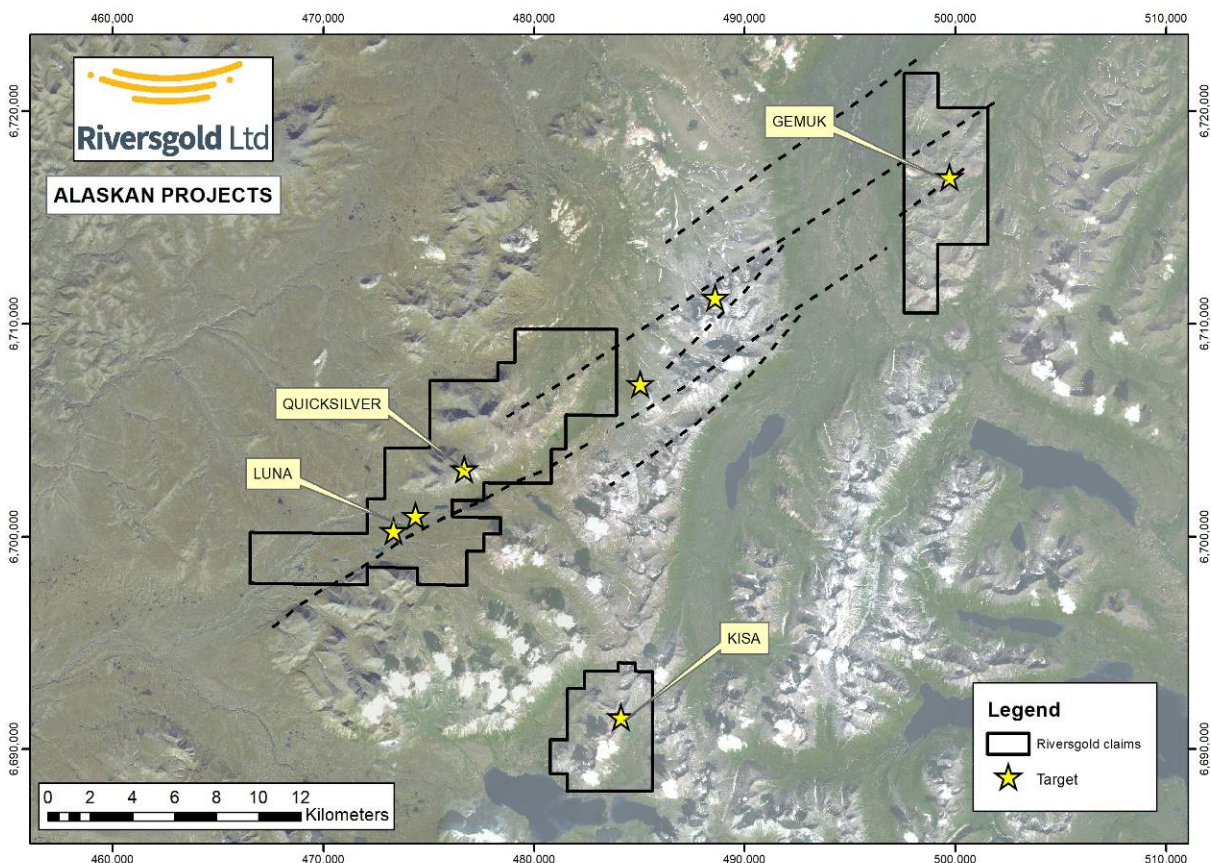 460,000 470,000 480,000 490,000 500,000 510,000
6,720,000 6,720,000
Riversgold Ltd
ALASKAN PROJECTS
GEMUK
6,710,000 6,710,000
QUICKSILVER
LUNA
6,700,000 6,700,000
KISA
Legend
Riversgold claims
Target
6,690,000 6,690,000
0 2 4 6 8 10 12
Kilometers
460,000 470,000 480,000 490,000 500,000 510,000